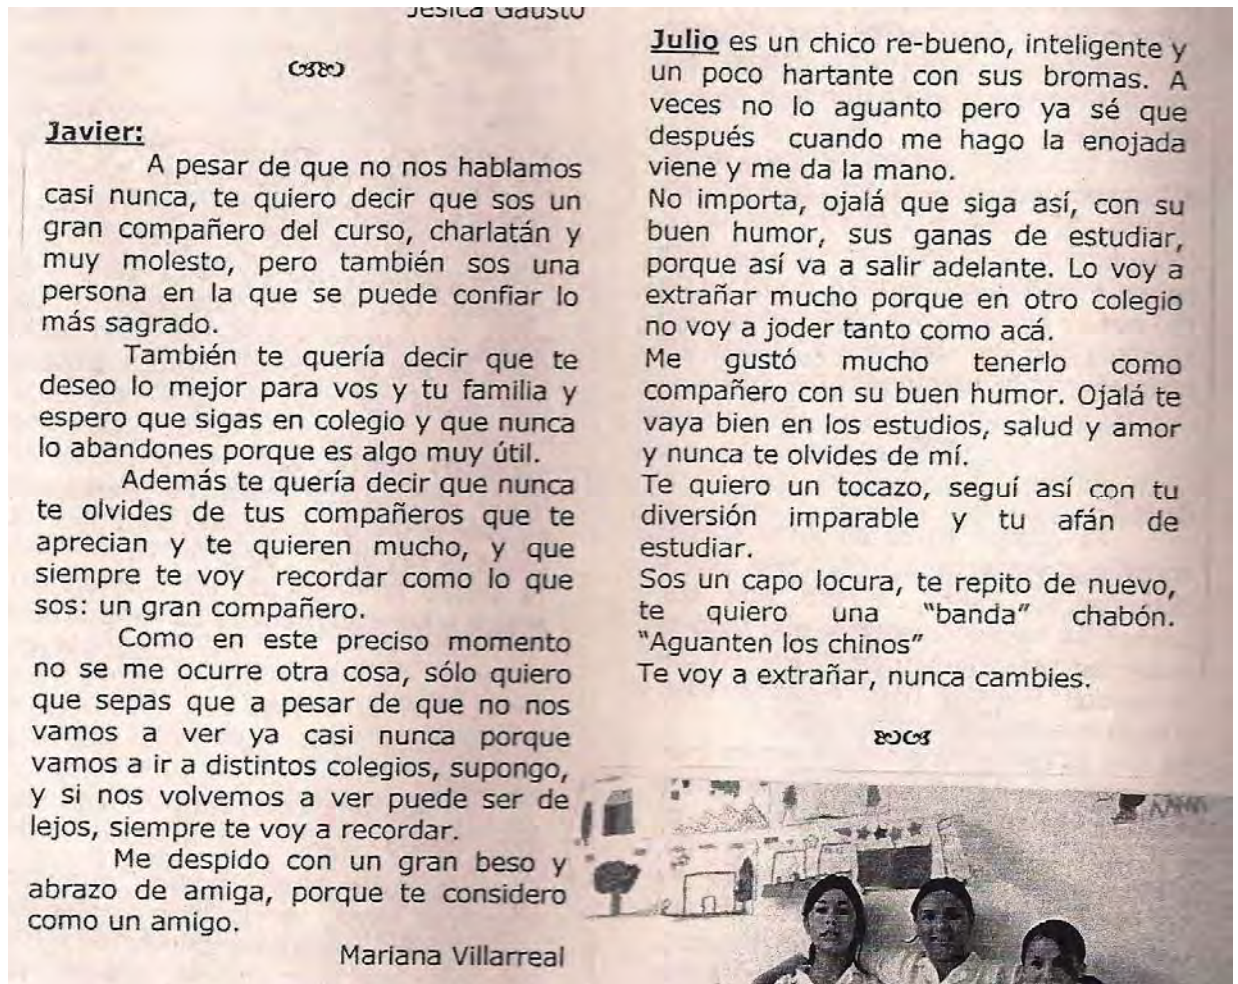 Jesica Gausto
Javier:
A pesar de que no nos hablamos
casi nunca, te quiero decir que sos un
gran compañero del curso, charlatán y
muy molesto, pero también sos una
persona en la que se puede confiar lo
más sagrado.
También te quería decir que te
deseo lo mejor para vos y tu familia y
espero que sigas en colegio y que nunca
lo abandones porque es algo muy útil.
Además te quería decir que nunca
te olvides de tus compañeros que te
aprecian y te quieren mucho, y que
siempre te voy recordar como lo que
sos: un gran compañero.
Como en este preciso momento
no se me ocurre otra cosa, sólo quiero
que sepas que a pesar de que no nos
vamos a ver ya casi nunca porque
vamos a ir a distintos colegios, supongo,
y si nos volvemos a ver puede ser de
lejos, siempre te voy a recordar.
Me despido con un gran beso y
abrazo de amiga, porque te considero
como un amigo.
Mariana Villarreal
Julio es un chico re-bueno, inteligente y
un poco hartante con sus bromas. A
veces no lo aguanto pero ya sé que
después cuando me hago la enojada
viene y me da la mano.
No importa, ojalá que siga así, con su
buen humor, sus ganas de estudiar,
porque así va a salir adelante. Lo voy a
extrañar mucho porque en otro colegio
no voy a joder tanto como acá.
Me gustó mucho tenerlo como
compañero con su buen humor. Ojalá te
vaya bien en los estudios, salud y amor
y nunca te olvides de mí.
Te quiero un tocazo, seguí así con tu
diversión imparable y tu afán de
estudiar.
Sos un capo locura, te repito de nuevo,
te quiero una "banda" chabón.
"Aguanten los chinos"
Te voy a extrañar, nunca cambies.